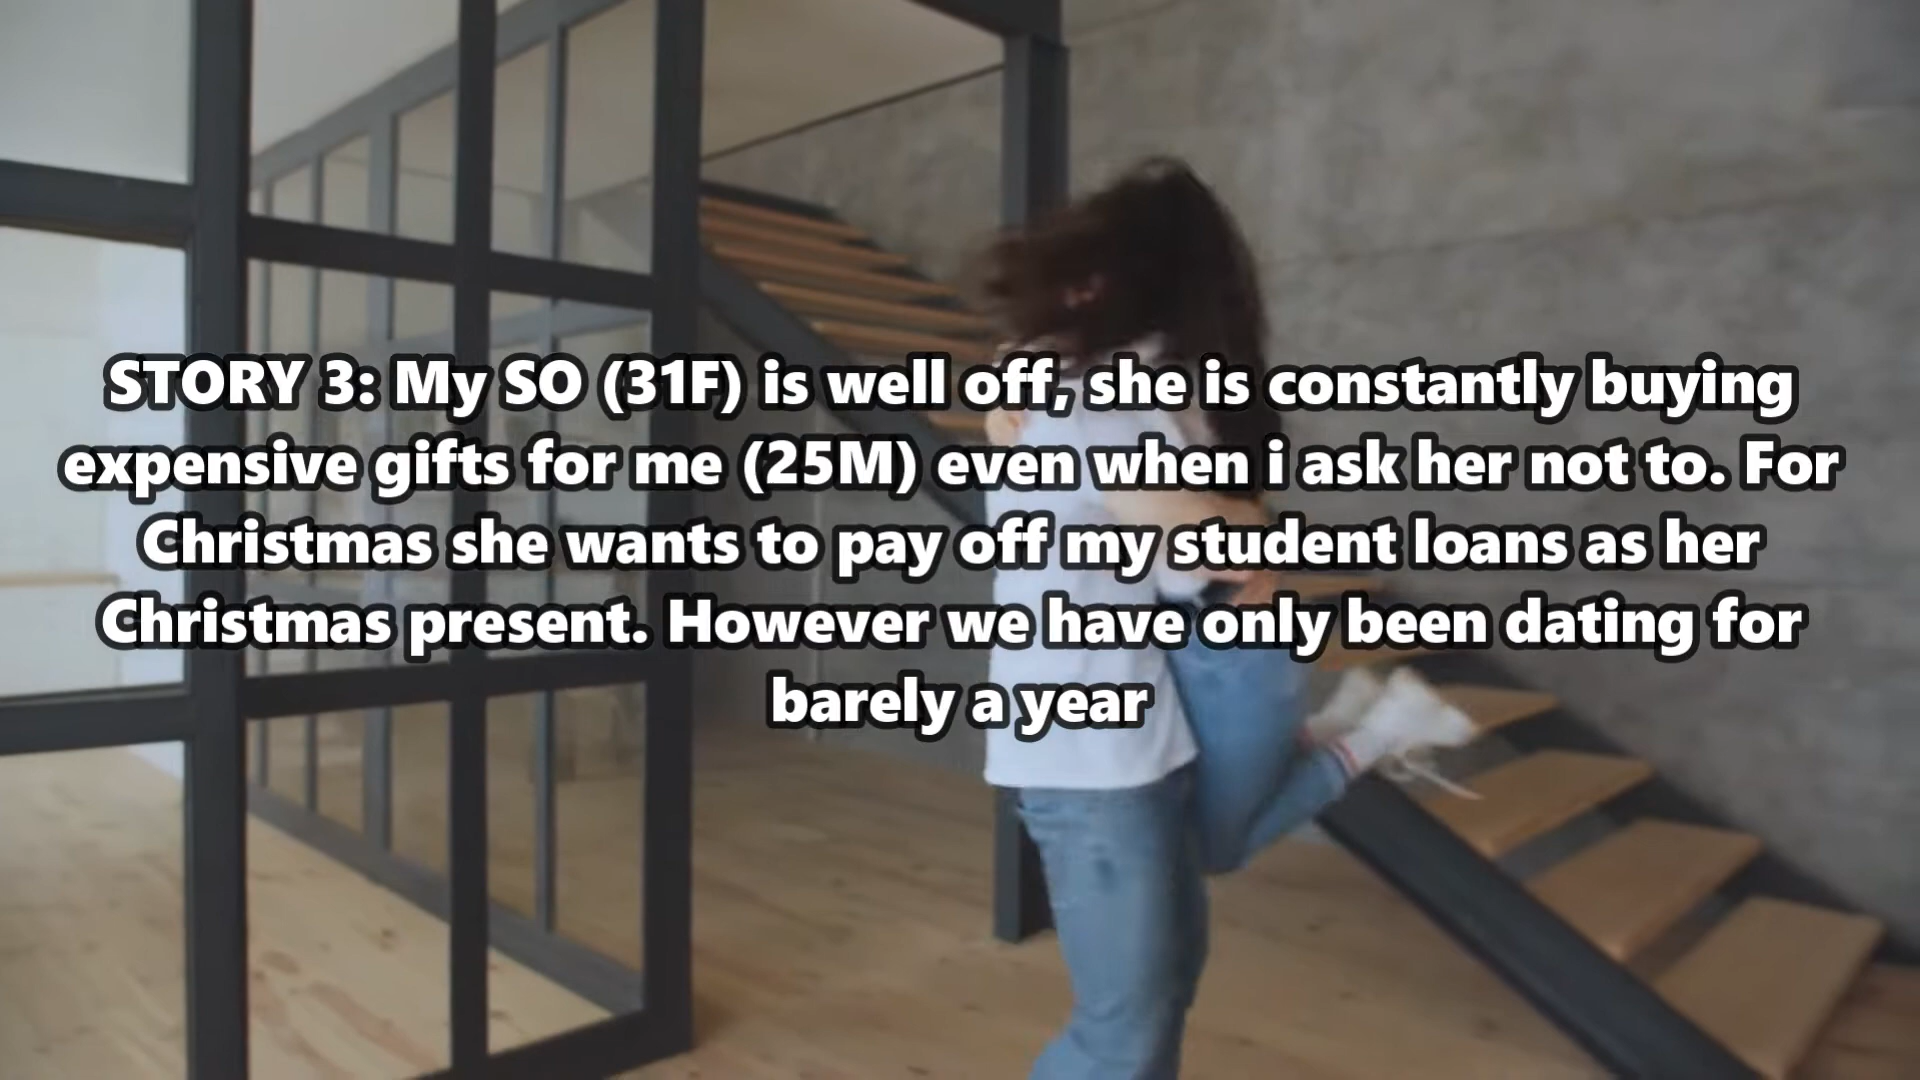 STORY 3: My SO (31F) is well off, she is constantly buying
expensive gifts for me (25M) even when i ask her not to. For
Christmas she wants to pay off my student loans as her
Christmas present. However we have only been dating for
barely a year